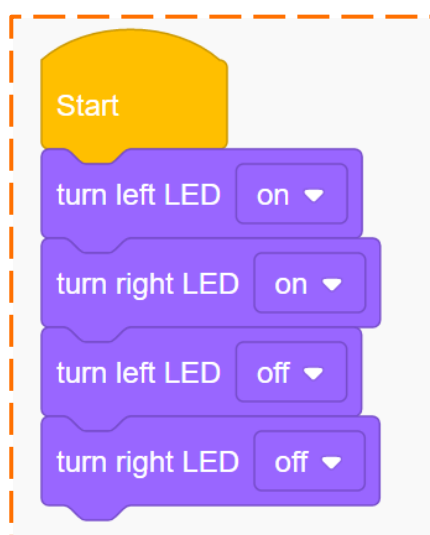 Start
turn left LED on
turn right LED on
turn left LED off
turn right LED off